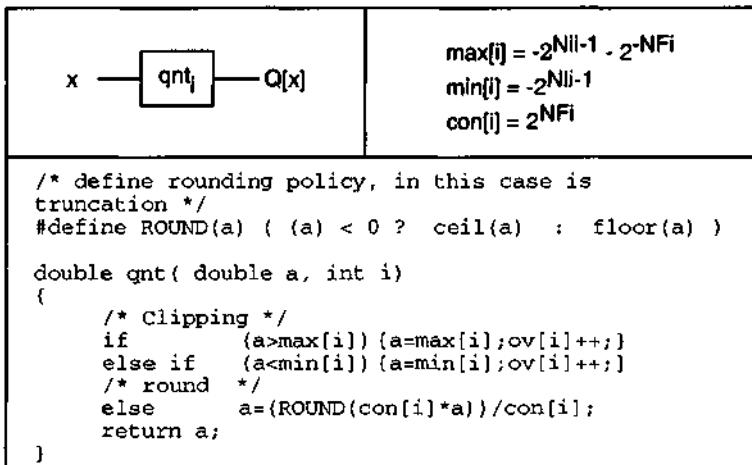 x qnti Q[x]
max[i] = -2^Nii-1 - 2^-NFi
min[i] = -2^NIi-1
con[i] = 2^NFi
/* define rounding policy, in this case is
truncation */
#define ROUND(a) ( (a) < 0 ? ceil(a) : floor(a) )
double qnt( double a, int i)
{
/* Clipping */
if (a>max[i]) {a=max[i];ov[i]++;}
else if (a<min[i]) {a=min[i];ov[i]++;}
/* round */
else a=(ROUND(con[i]*a))/con[i];
return a;
}